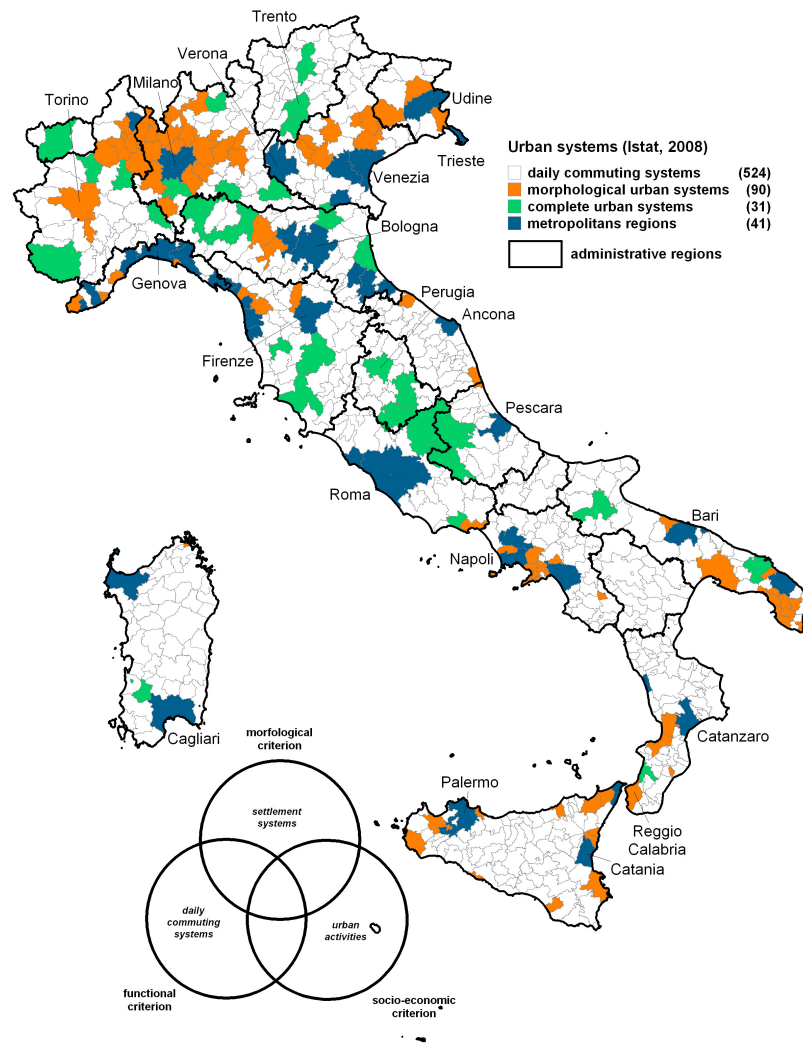 Trento
Verona
Milano
Torino
Udine
Trieste
Venezia
Urban systems (Istat, 2008)
daily commuting systems (524)
morphological urban systems (90)
complete urban systems (31)
metropolitans regions (41)
administrative regions
Bologna
Genova
Perugia
Ancona
Firenze
Pescara
Roma
Bari
Napoli
Cagliari
Catanzaro
Palermo
Reggio
Calabria
Catania
morfological
criterion
settlement
systems
daily
commuting
systems
urban
activities
functional
criterion
socio-economic
criterion